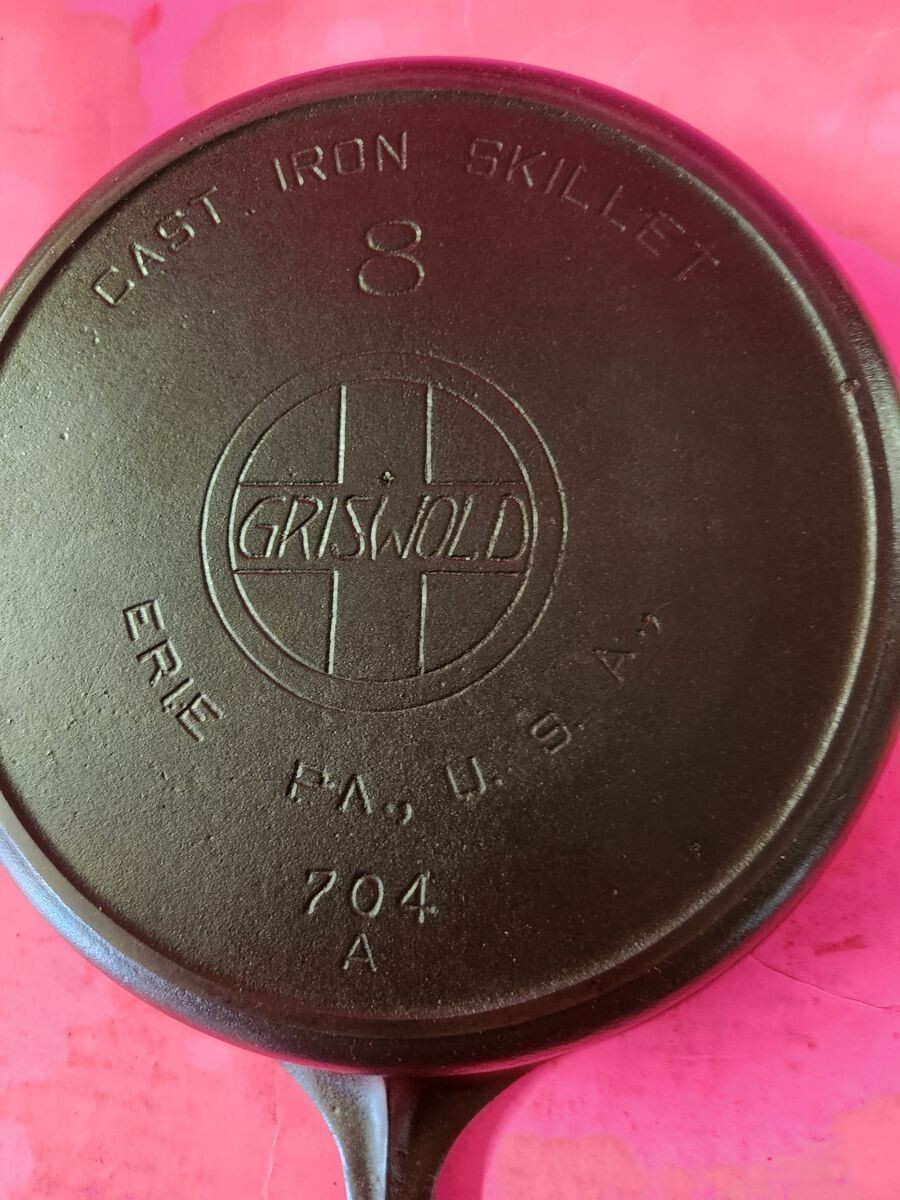 CAST IRON SKILLET
8
GRISWOLD
ERIE PA., U. S. A.,
704
A